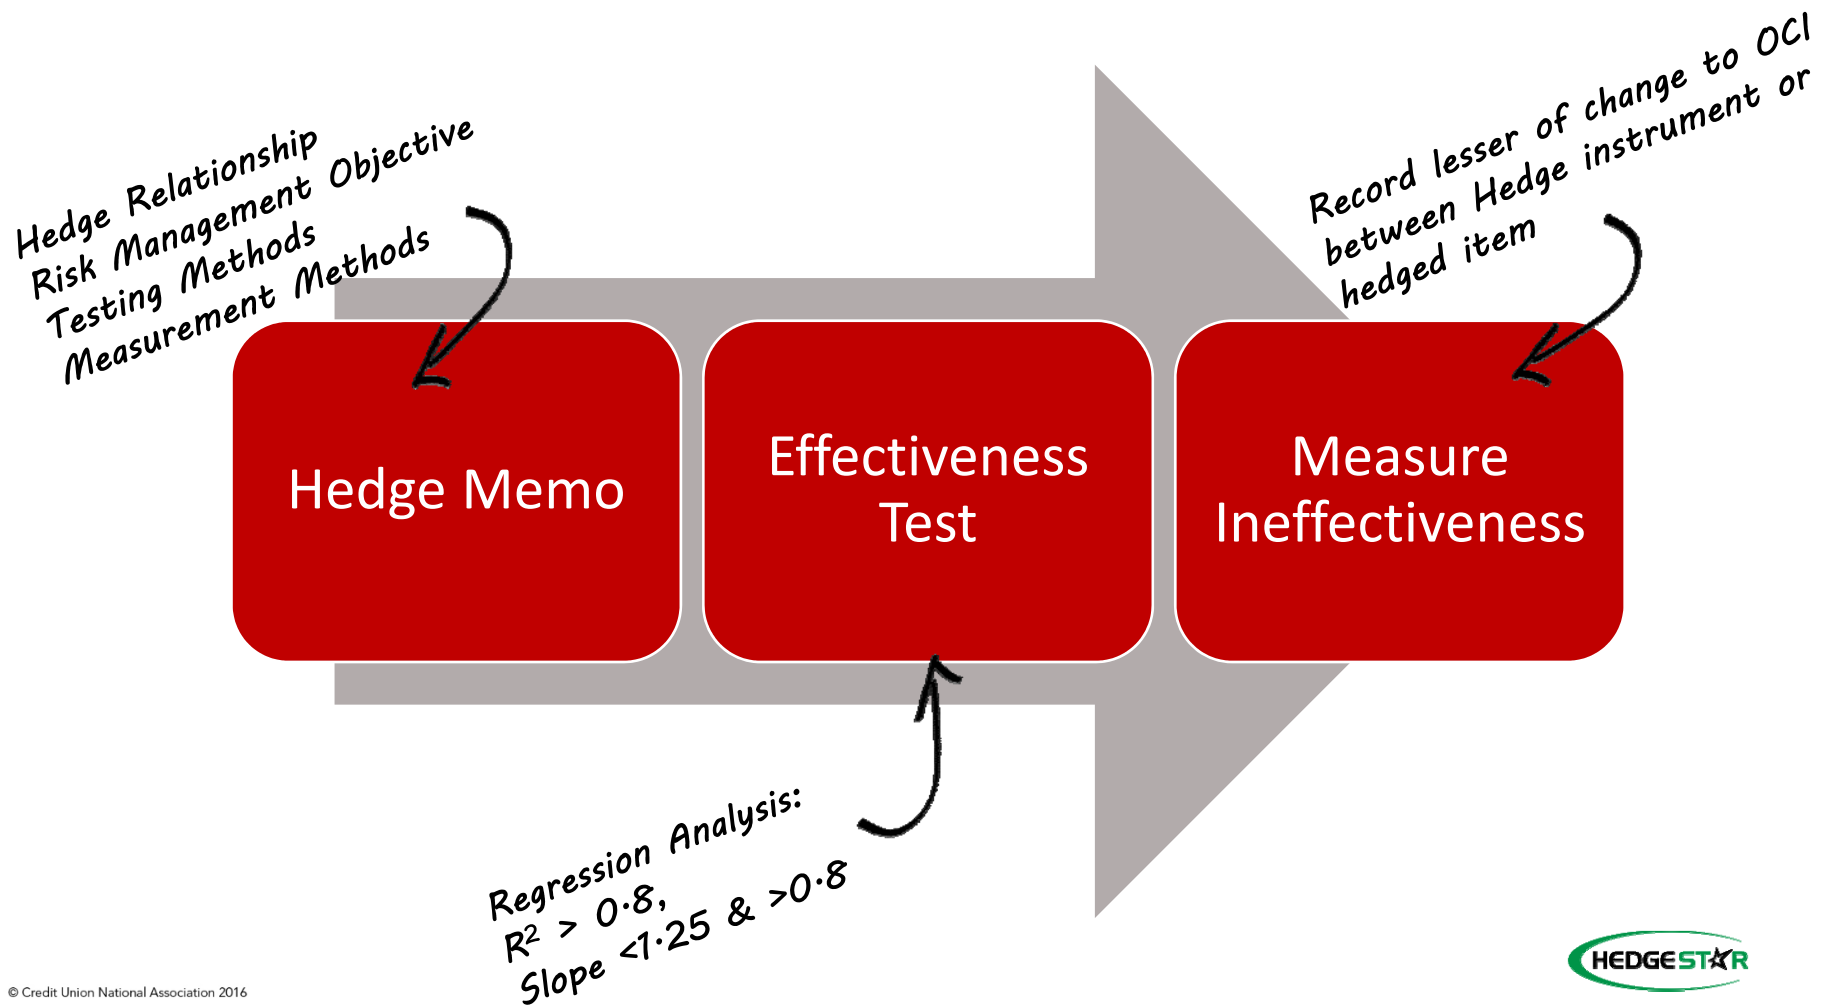 Hedge Relationship
Risk Management Objective
Testing Methods
Measurement Methods
Record lesser of change to OCI
between Hedge instrument or
hedged item
Hedge Memo
Effectiveness
Test
Measure
Ineffectiveness
Regression Analysis:
R² > 0.8,
Slope <1.25 & >0.8
© Credit Union National Association 2016
HEDGESTAR